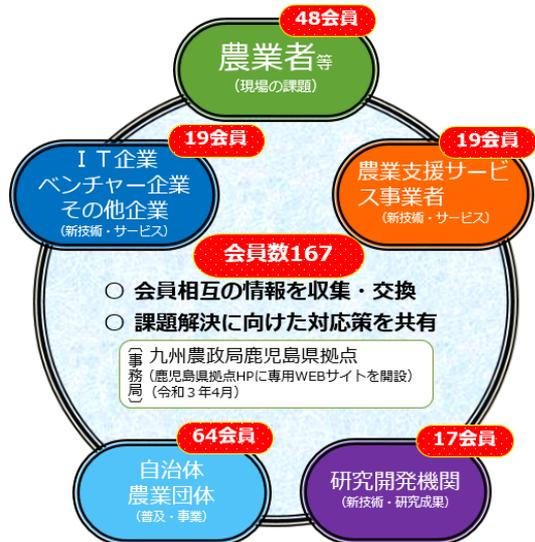 48会員
農業者等
（現場の課題）
19会員
ＩＴ企業
ベンチャー企業
その他企業
（新技術・サービス）
19会員
農業支援サービ
ス事業者
（新技術・サービス）
会員数167
○ 会員相互の情報を収集・交換
○ 課題解決に向けた対応策を共有
〔事務局〕
九州農政局鹿児島県拠点
（鹿児島県拠点HPに専用WEBサイトを開設）
（令和３年4月）
64会員
自治体
農業団体
（普及・事業）
17会員
研究開発機関
（新技術・研究成果）